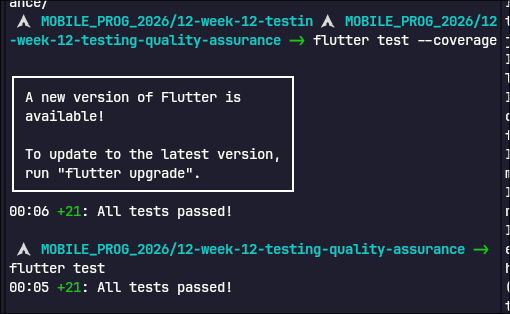 ance/
MOBILE_PROG_2026/12-week-12-testin MOBILE_PROG_2026/12
-week-12-testing-quality-assurance -> flutter test --coverage
A new version of Flutter is
available!
To update to the latest version,
run "flutter upgrade".
00:06 +21: All tests passed!
MOBILE_PROG_2026/12-week-12-testing-quality-assurance ->
flutter test
00:05 +21: All tests passed!